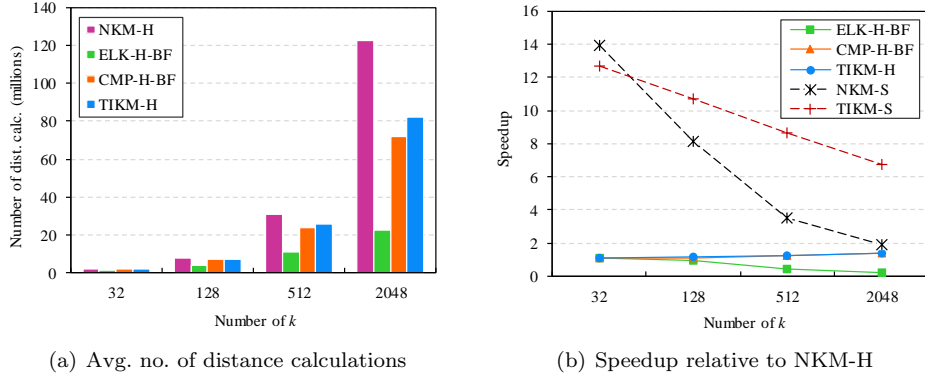 Number of dist. calc. (millions)
140
120
100
80
60
40
20
0
NKM-H
ELK-H-BF
CMP-H-BF
TIKM-H
32 128 512 2048
Number of k
(a) Avg. no. of distance calculations
Speedup
16
14
12
10
8
6
4
2
0
ELK-H-BF
CMP-H-BF
TIKM-H
NKM-S
TIKM-S
32 128 512 2048
Number of k
(b) Speedup relative to NKM-H